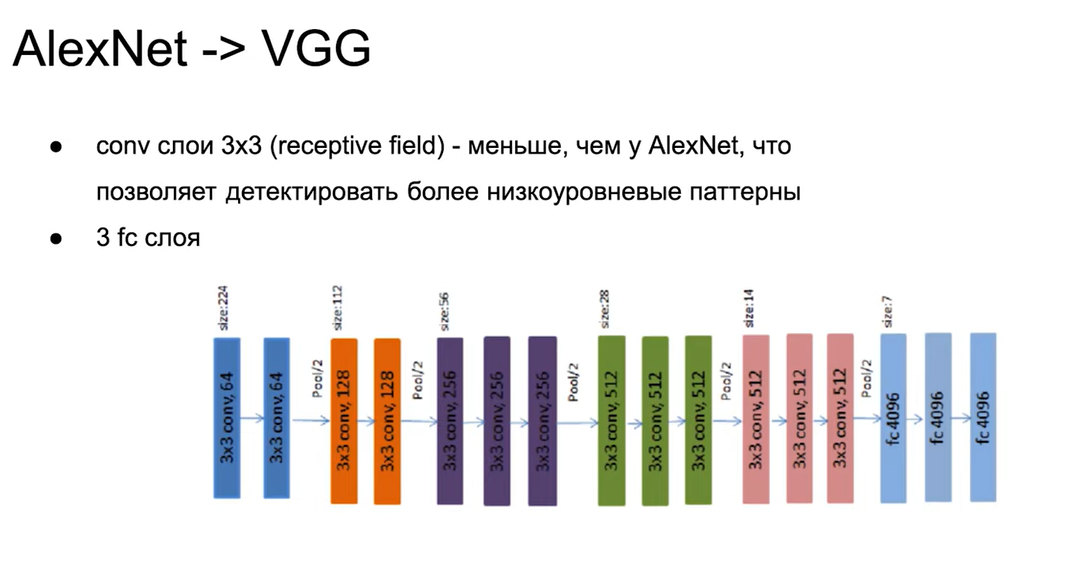 AlexNet -> VGG
● conv слои 3x3 (receptive field) - меньше, чем у AlexNet, что
позволяет детектировать более низкоуровневые паттерны
● 3 fc слоя
size:224
3x3 conv, 64
3x3 conv, 64
Pool/2
size:112
3x3 conv, 128
3x3 conv, 128
Pool/2
size:56
3x3 conv, 256
3x3 conv, 256
3x3 conv, 256
Pool/2
size:28
3x3 conv, 512
3x3 conv, 512
3x3 conv, 512
Pool/2
size:14
3x3 conv, 512
3x3 conv, 512
3x3 conv, 512
Pool/2
size:7
fc 4096
fc 4096
fc 4096